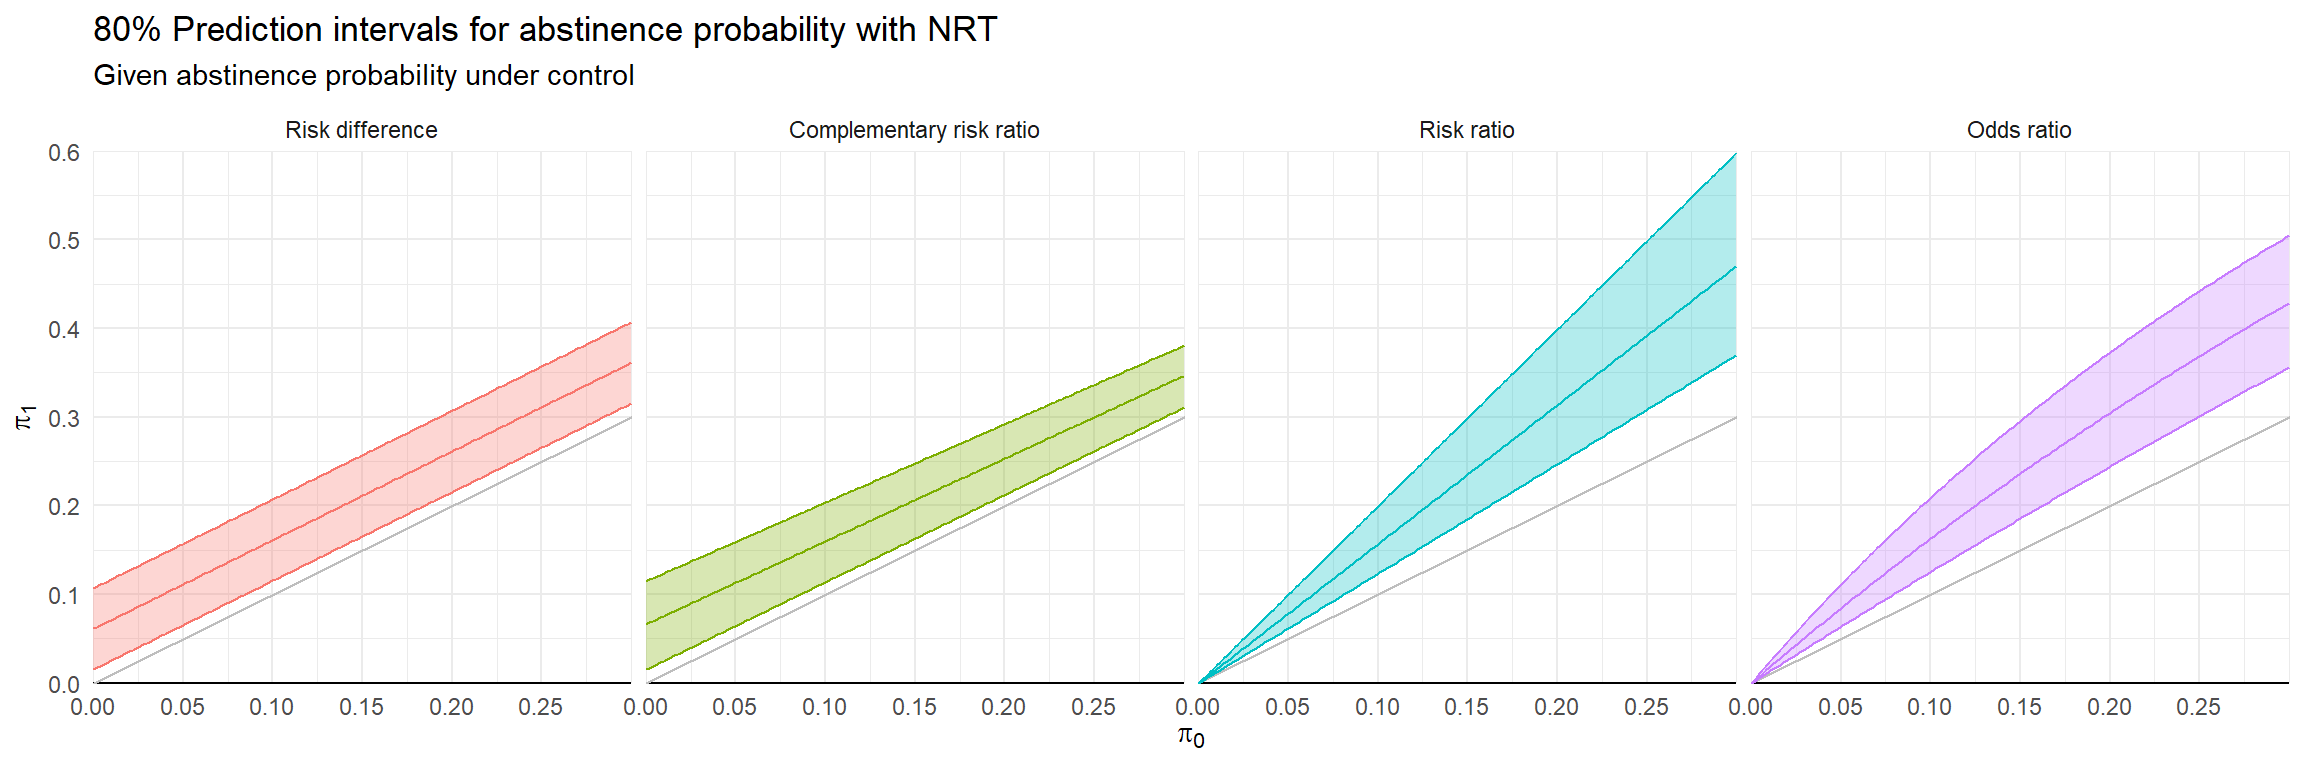 80% Prediction intervals for abstinence probability with NRT
Given abstinence probability under control
Risk difference Complementary risk ratio Risk ratio Odds ratio
0.6
0.5
0.4
0.3
0.2
0.1
0.0
π1
0.00 0.05 0.10 0.15 0.20 0.25 0.00 0.05 0.10 0.15 0.20 0.25 0.00 0.05 0.10 0.15 0.20 0.25 0.00 0.05 0.10 0.15 0.20 0.25
π0